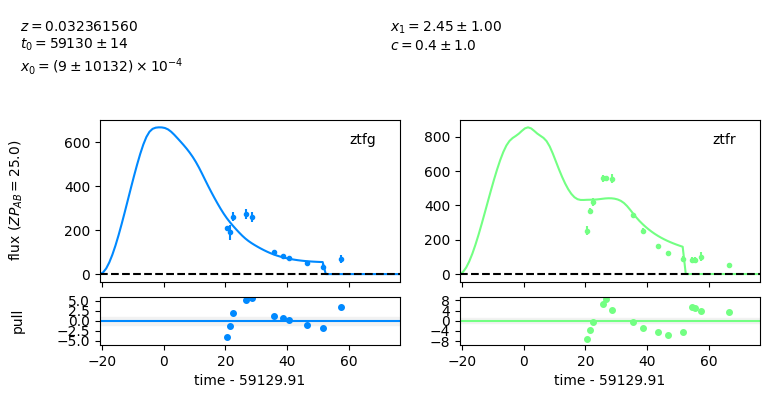 z = 0.032361560
t₀ = 59130 ± 14
x₀ = (9 ± 10132) × 10⁻⁴
x₁ = 2.45 ± 1.00
c = 0.4 ± 1.0
flux (ZP_AB = 25.0)
600
400
200
0
ztfg
800
600
400
200
0
ztfr
pull
5.0
2.5
0.0
−2.5
−5.0
−20 0 20 40 60
time - 59129.91
8
4
0
−4
−8
−20 0 20 40 60
time - 59129.91